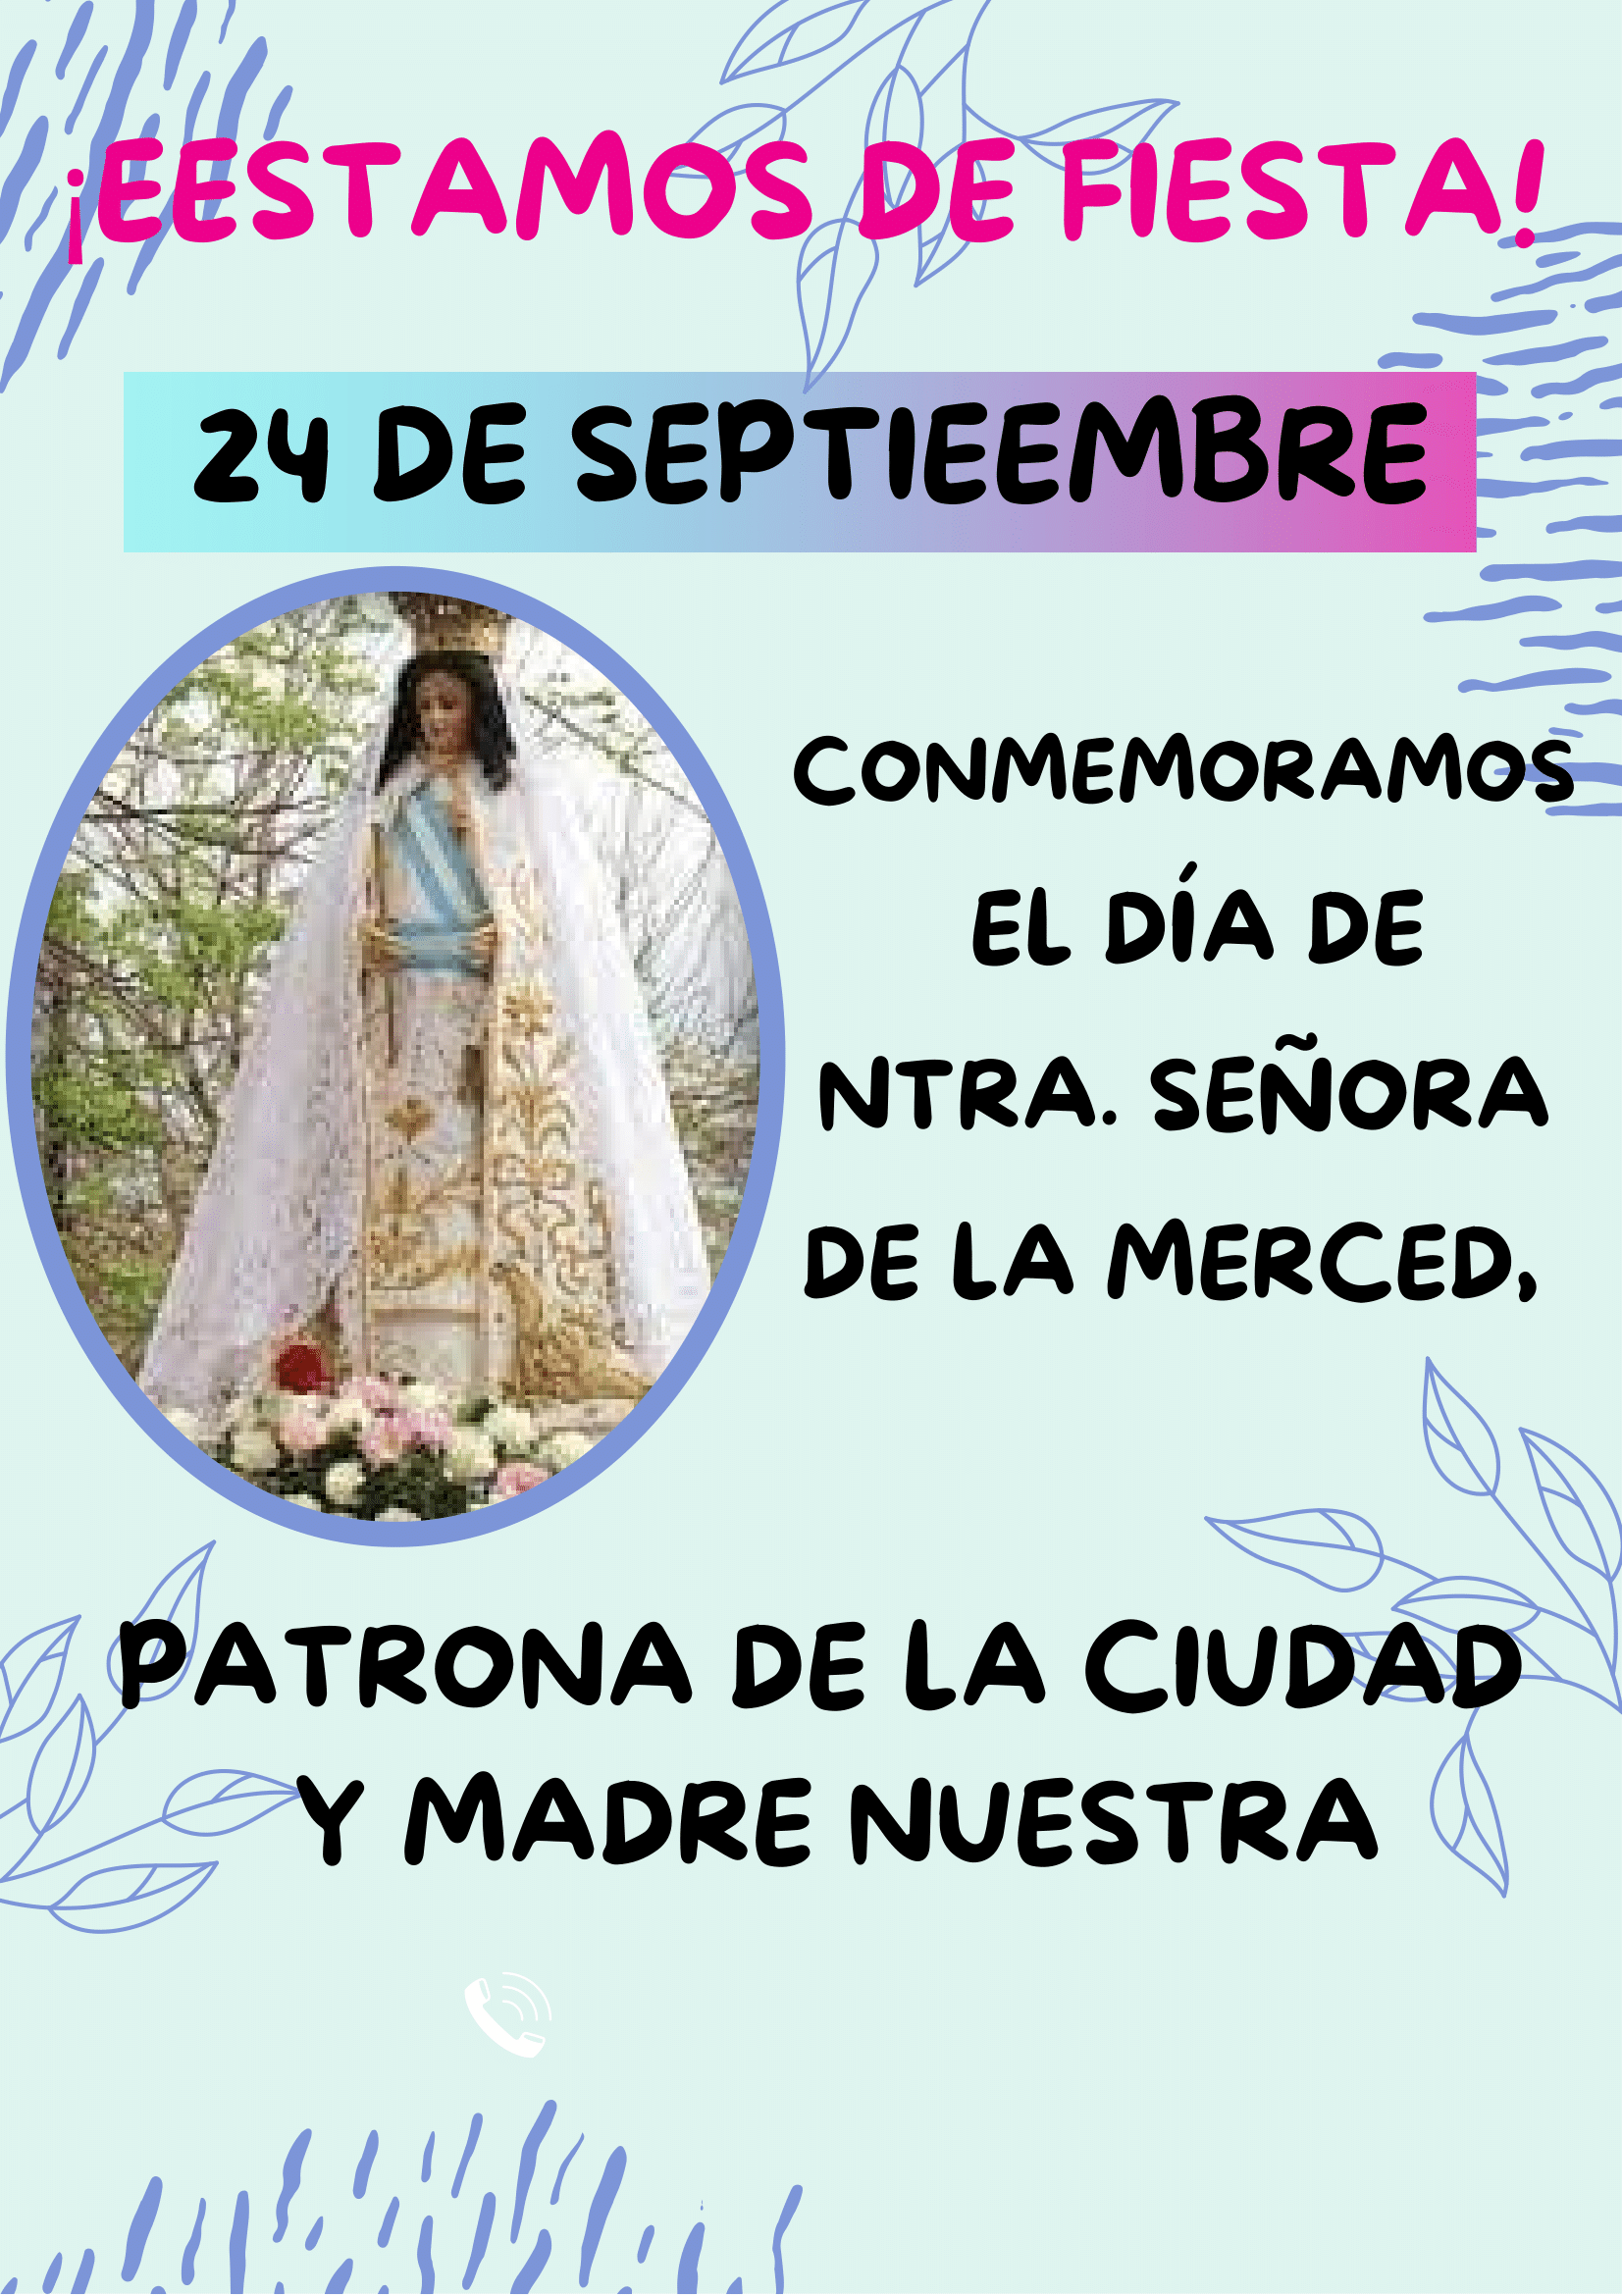 ¡EESTAMOS DE FIESTA!
24 DE SEPTIEEMBRE
CONMEMORAMOS
EL DÍA DE
NTRA. SEÑORA
DE LA MERCED,
PATRONA DE LA CIUDAD
Y MADRE NUESTRA